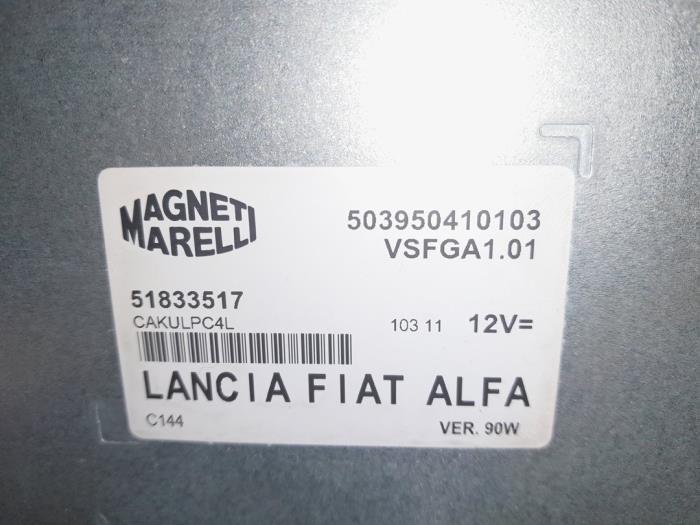 MAGNETI
MARELLI
503950410103
VSFGA1.01
51833517
CAKULPC4L
103 11 12V=
LANCIA FIAT ALFA
C144
VER. 90W